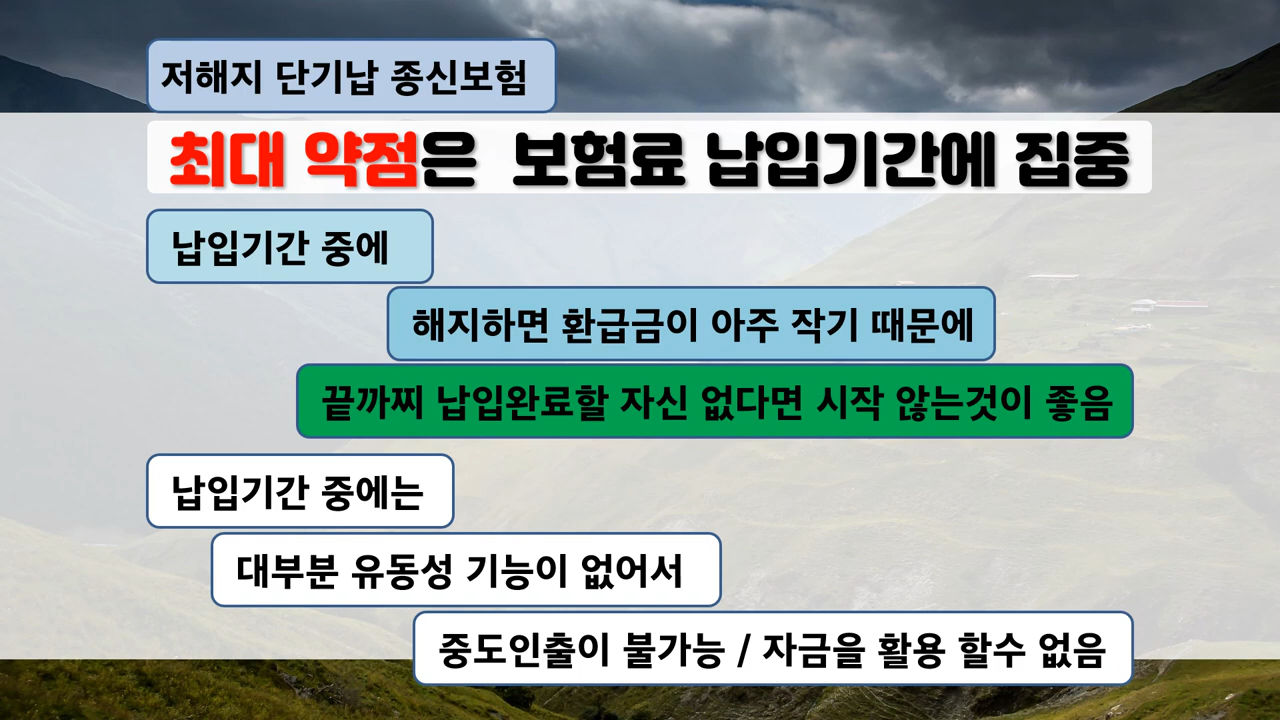 저해지 단기납 종신보험
최대 약점은 보험료 납입기간에 집중
납입기간 중에
해지하면 환급금이 아주 작기 때문에
끝까찌 납입완료할 자신 없다면 시작 않는것이 좋음
납입기간 중에는
대부분 유동성 기능이 없어서
중도인출이 불가능 / 자금을 활용 할수 없음